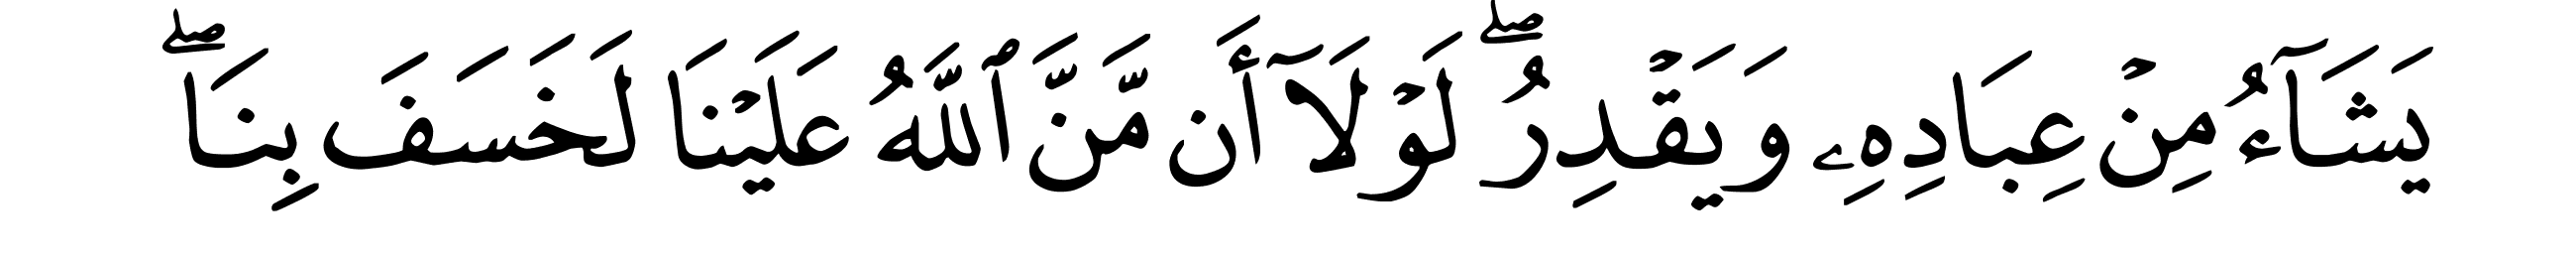 يَشَآءُ مِنْ عِبَادِهِۦ وَيَقْدِرُ ۖ لَوْلَآ أَن مَّنَّ ٱللَّهُ عَلَيْنَا لَخَسَفَ بِنَا ۖ